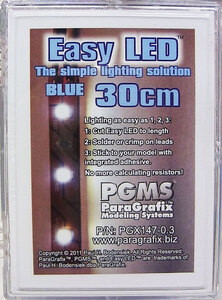 Easy LED™
The simple lighting solution
BLUE 30cm
Lighting as easy as 1, 2, 3:
1: Cut Easy LED to length
2: Solder or crimp on leads
3: Stick to your model with
integrated adhesive.
No more calculating resistors!
PGMS™
ParaGrafix
Modeling Systems
P/N: PGX147-0.3
www.paragrafix.biz
Copyright © 2011 Paul H. Bodensiek. All Rights Reserved.
ParaGrafix™, PGMS™ and Easy LED™ are trademarks of
Paul H. Bodensiek dba ParaGrafix.